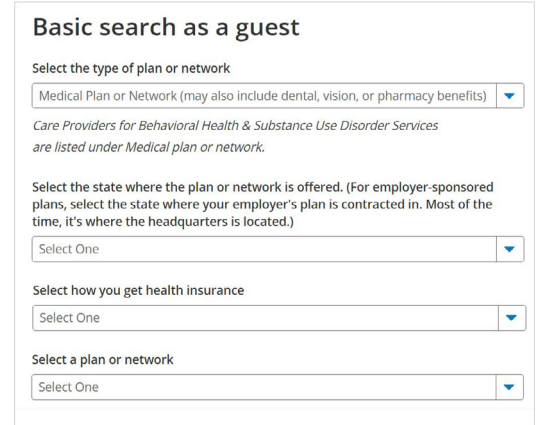 Basic search as a guest
Select the type of plan or network
Medical Plan or Network (may also include dental, vision, or pharmacy benefits)
Care Providers for Behavioral Health & Substance Use Disorder Services
are listed under Medical plan or network.
Select the state where the plan or network is offered. (For employer-sponsored
plans, select the state where your employer's plan is contracted in. Most of the
time, it's where the headquarters is located.)
Select One
Select how you get health insurance
Select One
Select a plan or network
Select One